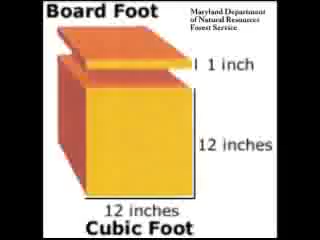 Board Foot
Maryland Department
of Natural Resources
Forest Service
1 inch
12 inches
12 inches
Cubic Foot